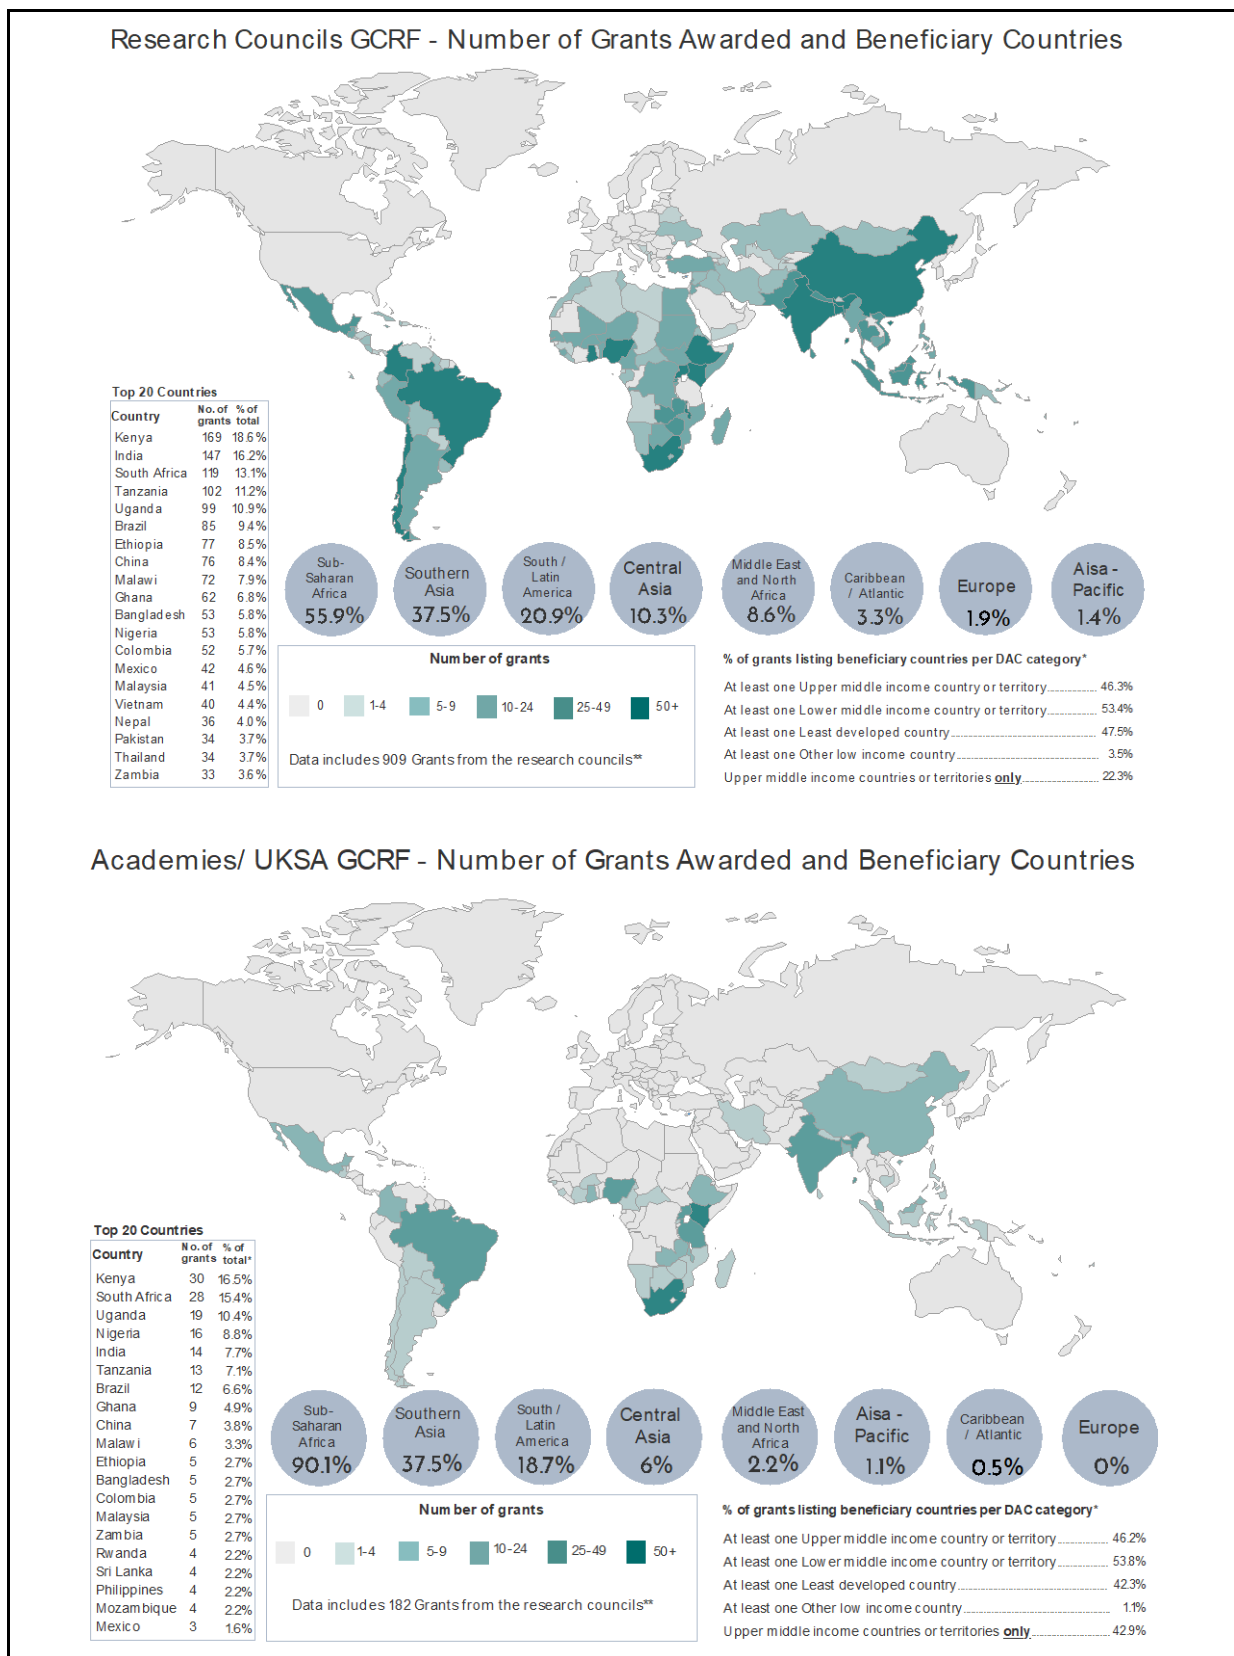 Research Councils GCRF - Number of Grants Awarded and Beneficiary Countries
Top 20 Countries
Country No. of grants % of total
Kenya 169 18.6%
India 147 16.2%
South Africa 119 13.1%
Tanzania 102 11.2%
Uganda 99 10.9%
Brazil 85 9.4%
Ethiopia 77 8.5%
China 76 8.4%
Malawi 72 7.9%
Ghana 62 6.8%
Bangladesh 53 5.8%
Nigeria 53 5.8%
Colombia 52 5.7%
Mexico 42 4.6%
Malaysia 41 4.5%
Vietnam 40 4.4%
Nepal 36 4.0%
Pakistan 34 3.7%
Thailand 34 3.7%
Zambia 33 3.6%
Sub-
Saharan
Africa
55.9%
Southern
Asia
37.5%
South /
Latin
America
20.9%
Central
Asia
10.3%
Middle East
and North
Africa
8.6%
Caribbean
/ Atlantic
3.3%
Europe
1.9%
Aisa -
Pacific
1.4%
Number of grants
0 1-4 5-9 10-24 25-49 50+
Data includes 909 Grants from the research councils**
% of grants listing beneficiary countries per DAC category*
At least one Upper middle income country or territory 46.3%
At least one Lower middle income country or territory 53.4%
At least one Least developed country 47.5%
At least one Other low income country 3.5%
Upper middle income countries or territories only 22.3%
Academies/ UKSA GCRF - Number of Grants Awarded and Beneficiary Countries
Top 20 Countries
Country No. of grants % of total*
Kenya 30 16.5%
South Africa 28 15.4%
Uganda 19 10.4%
Nigeria 16 8.8%
India 14 7.7%
Tanzania 13 7.1%
Brazil 12 6.6%
Ghana 9 4.9%
China 7 3.8%
Malawi 6 3.3%
Ethiopia 5 2.7%
Bangladesh 5 2.7%
Colombia 5 2.7%
Malaysia 5 2.7%
Zambia 5 2.7%
Rwanda 4 2.2%
Sri Lanka 4 2.2%
Philippines 4 2.2%
Mozambique 4 2.2%
Mexico 3 1.6%
Sub-
Saharan
Africa
90.1%
Southern
Asia
37.5%
South /
Latin
America
18.7%
Central
Asia
6%
Middle East
and North
Africa
2.2%
Aisa -
Pacific
1.1%
Caribbean
/ Atlantic
0.5%
Europe
0%
Number of grants
0 1-4 5-9 10-24 25-49 50+
Data includes 182 Grants from the research councils**
% of grants listing beneficiary countries per DAC category*
At least one Upper middle income country or territory 46.2%
At least one Lower middle income country or territory 53.8%
At least one Least developed country 42.3%
At least one Other low income country 1.1%
Upper middle income countries or territories only 42.9%